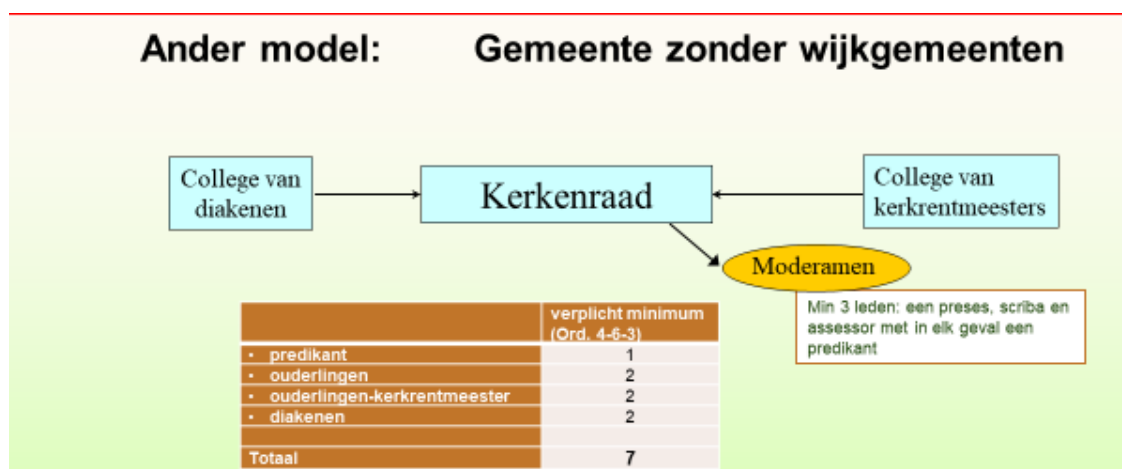 Ander model: Gemeente zonder wijkgemeenten
College van
diakenen
Kerkenraad
College van
kerkrentmeesters
Moderamen
Min 3 leden: een preses, scriba en
assessor met in elk geval een
predikant
verplicht minimum
(Ord. 4-6-3)
• predikant 1
• ouderlingen 2
• ouderlingen-kerkrentmeester 2
• diakenen 2
Totaal 7